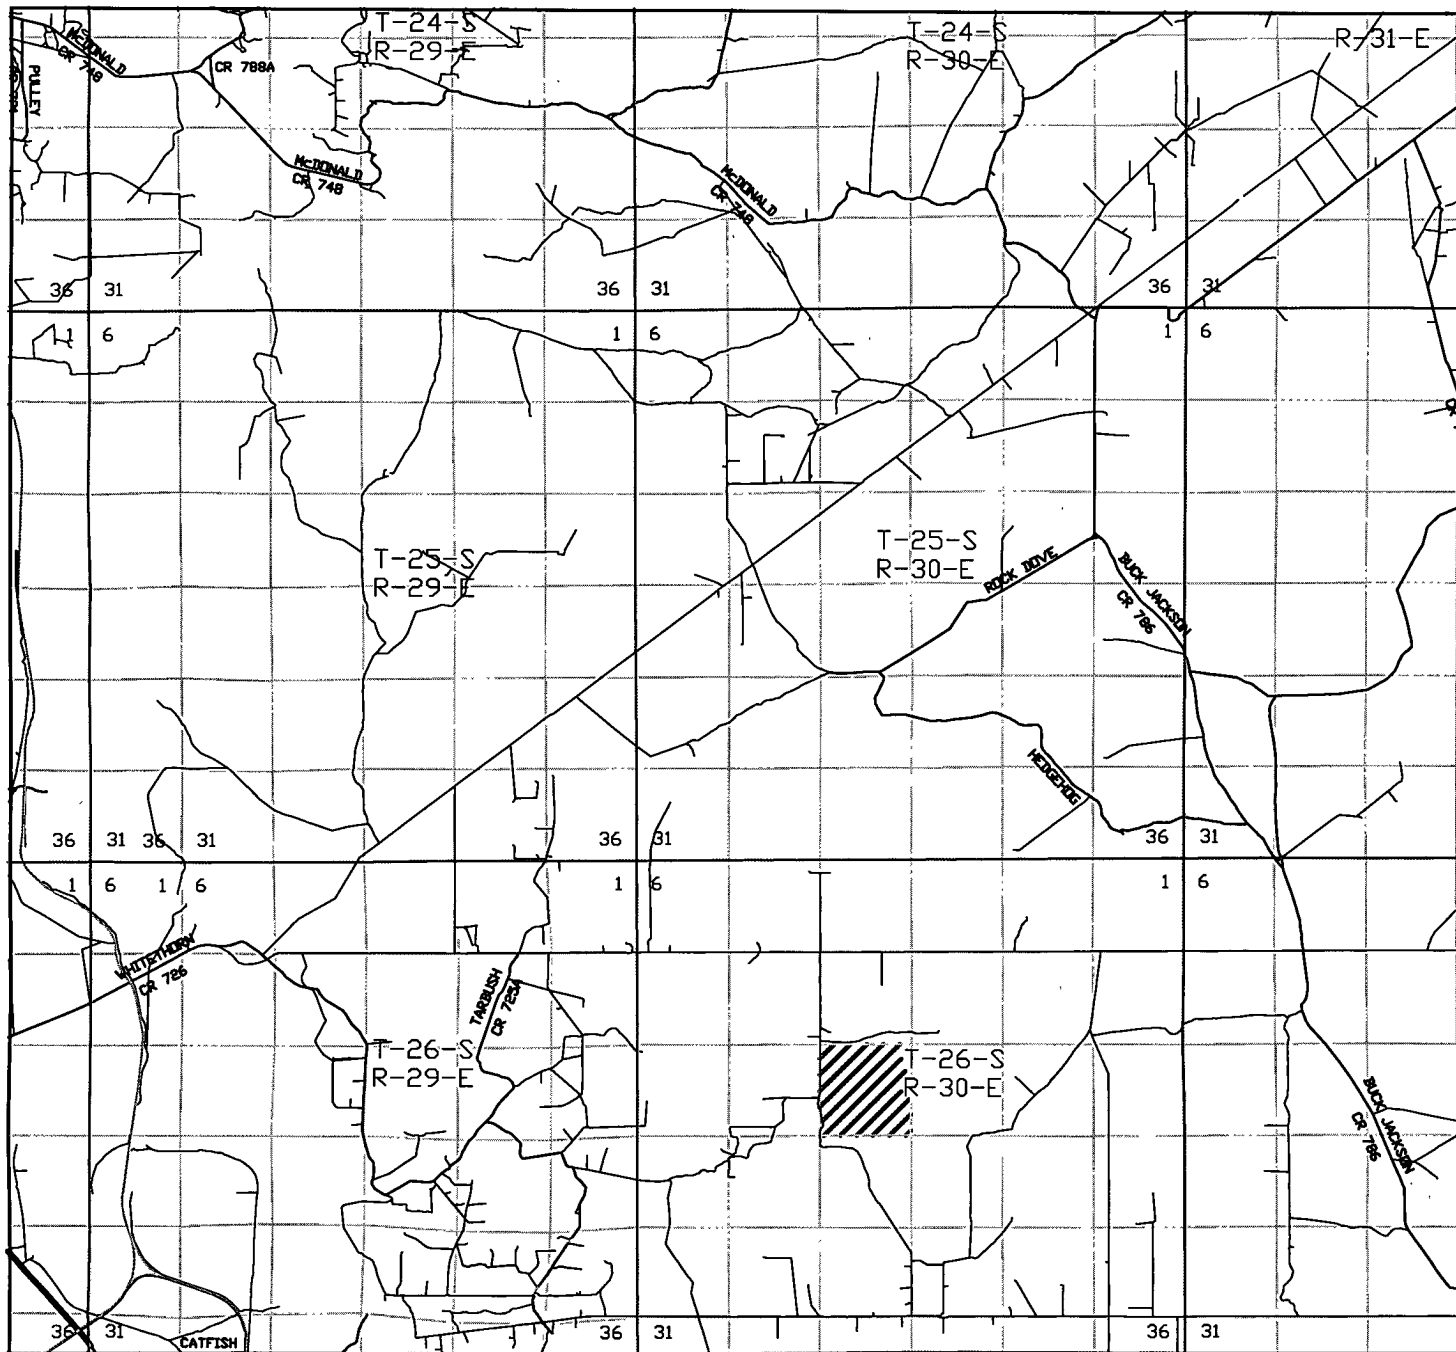 T-24-S
R-29-E
T-24-S
R-30-E
R-31-E
McDONALD
CR 748
PULLEY
CR 788A
McDONALD
CR 748
McDONALD
CR 748
36 31
36 31
36 31
1 6
1 6
1 6
T-25-S
R-29-E
T-25-S
R-30-E
ROCK DOVE
BUCK JACKSON
CR 786
HEDGEHOG
36 31 36 31
36 31
36 31
1 6 1 6
1 6
1 6
WHITETHORN
CR 726
TARBUSH
CR 725A
T-26-S
R-29-E
T-26-S
R-30-E
BUCK JACKSON
CR 786
36 31
36 31
36 31
CATFISH